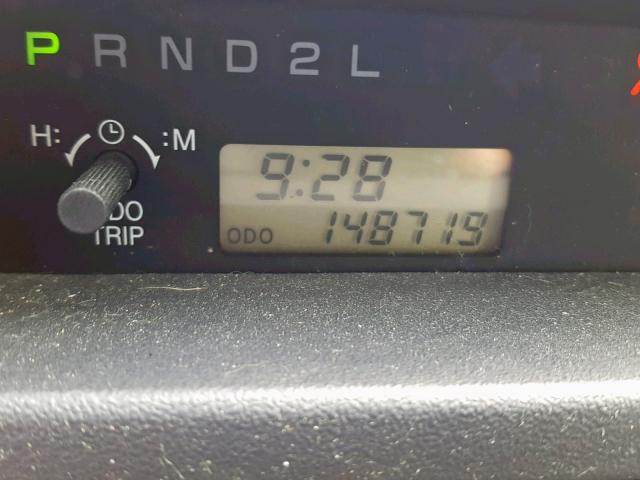 P R N D 2 L
H: :M
9:28
ODO 148719
ODO
TRIP